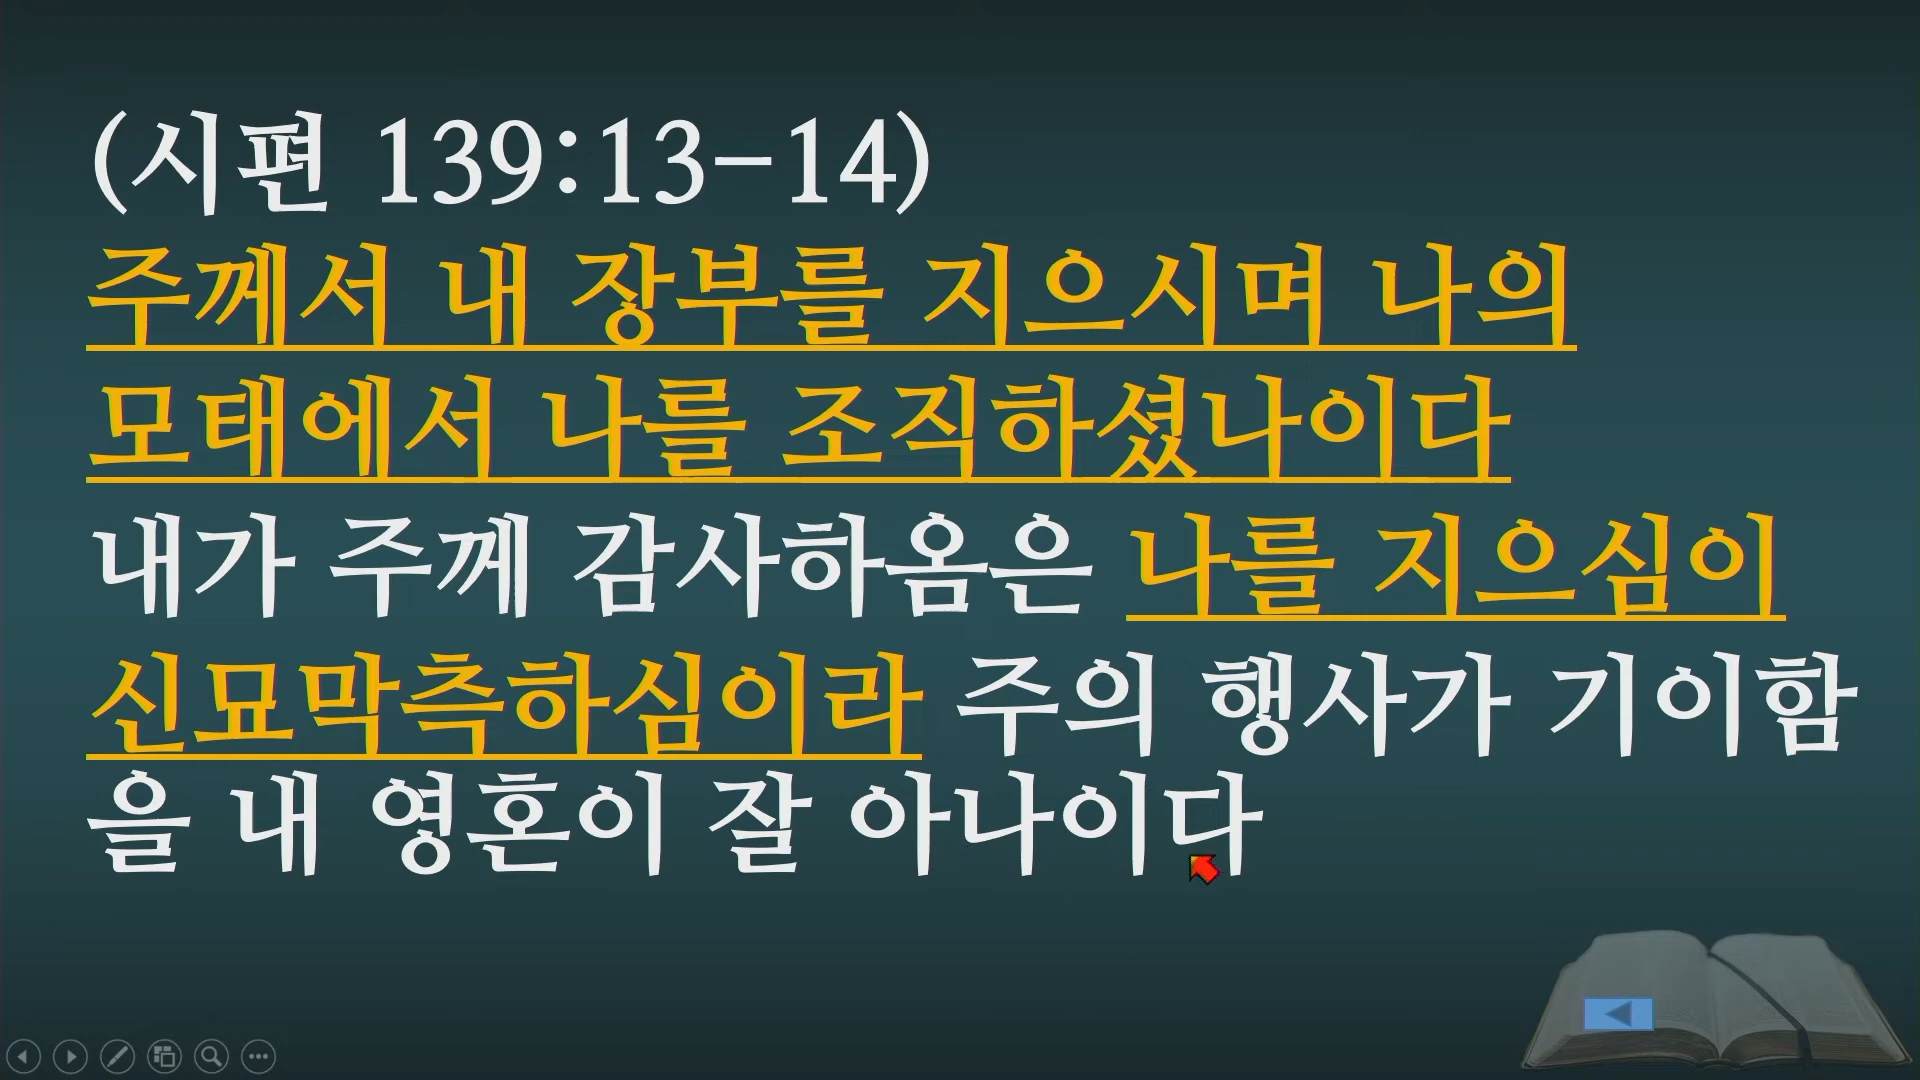 (시편 139:13-14)
주께서 내 장부를 지으시며 나의
모태에서 나를 조직하셨나이다
내가 주께 감사하옴은 나를 지으심이
신묘막측하심이라 주의 행사가 기이함
을 내 영혼이 잘 아나이다